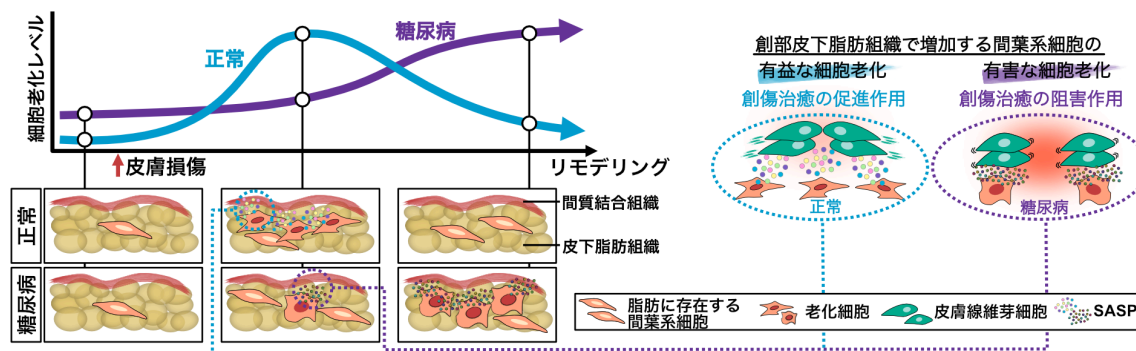 細胞老化レベル
正常
糖尿病
皮膚損傷
リモデリング
正常
糖尿病
間質結合組織
皮下脂肪組織
創部皮下脂肪組織で増加する間葉系細胞の
有益な細胞老化
創傷治癒の促進作用
正常
有害な細胞老化
創傷治癒の阻害作用
糖尿病
脂肪に存在する
間葉系細胞
老化細胞
皮膚線維芽細胞
SASP